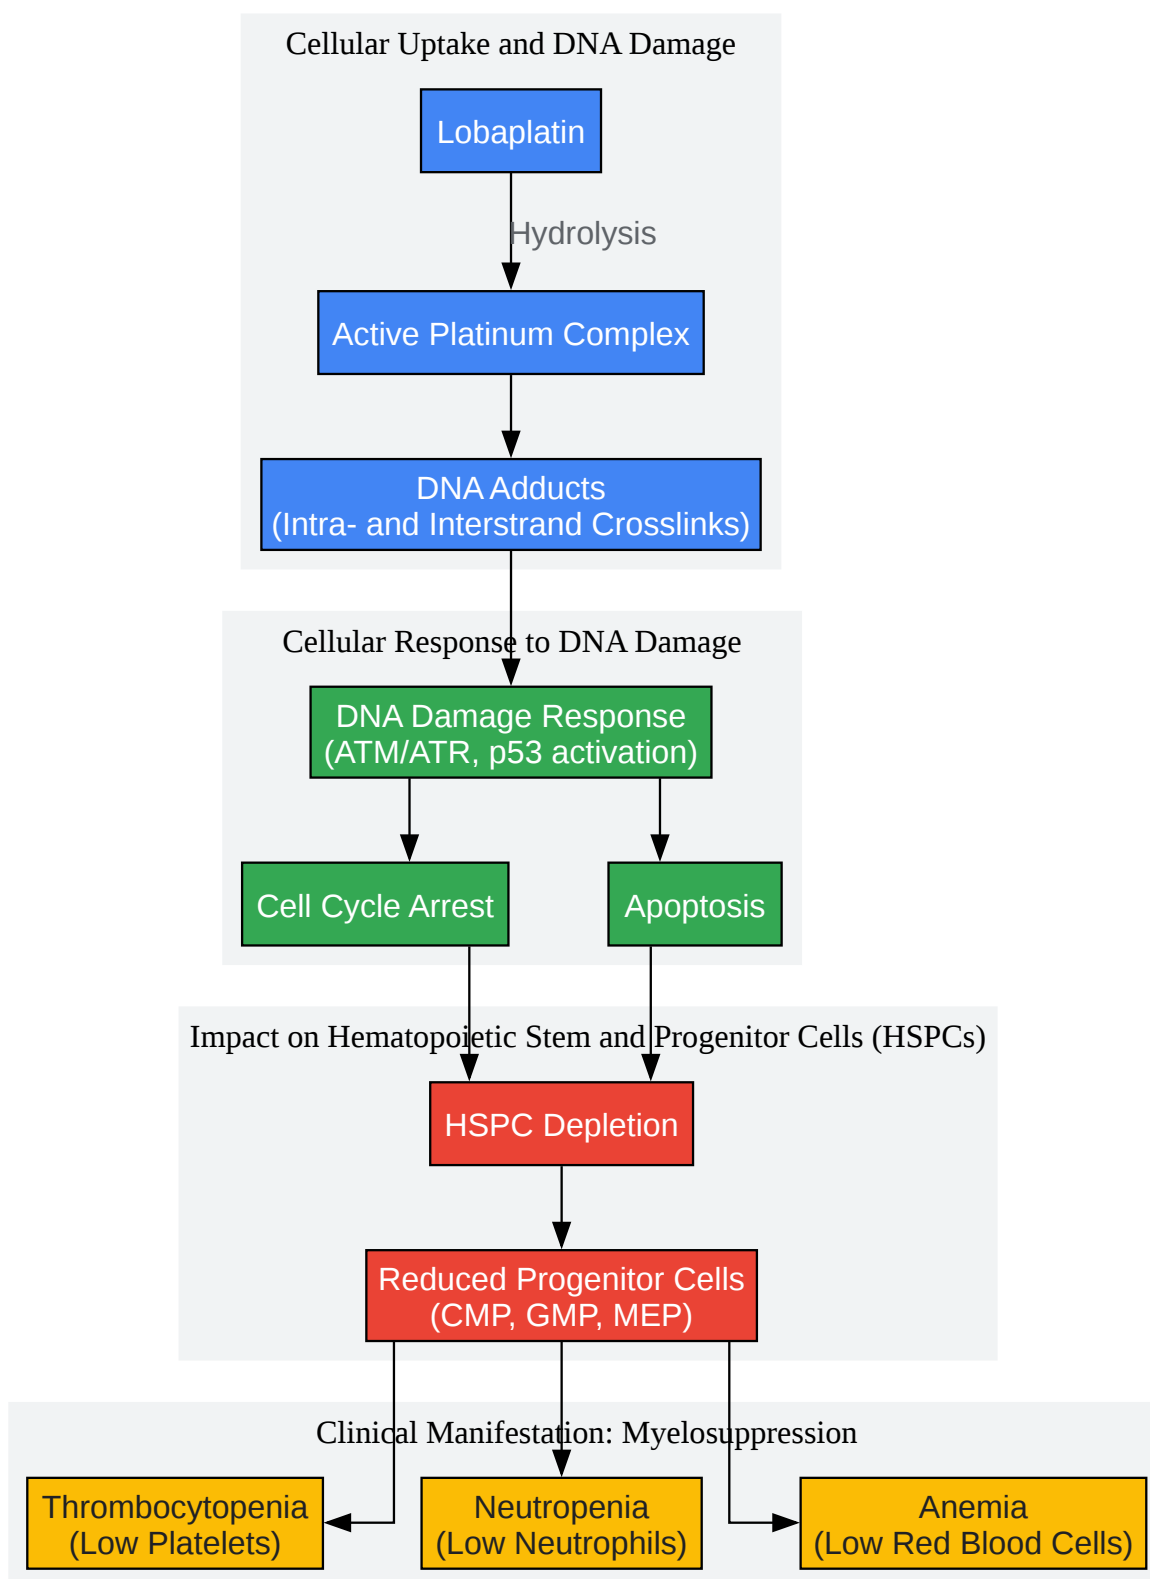 Cellular Uptake and DNA Damage
Lobaplatin
Hydrolysis
Active Platinum Complex
DNA Adducts
(Intra- and Interstrand Crosslinks)
Cellular Response to DNA Damage
DNA Damage Response
(ATM/ATR, p53 activation)
Cell Cycle Arrest
Apoptosis
Impact on Hematopoietic Stem and Progenitor Cells (HSPCs)
HSPC Depletion
Reduced Progenitor Cells
(CMP, GMP, MEP)
Clinical Manifestation: Myelosuppression
Thrombocytopenia
(Low Platelets)
Neutropenia
(Low Neutrophils)
Anemia
(Low Red Blood Cells)